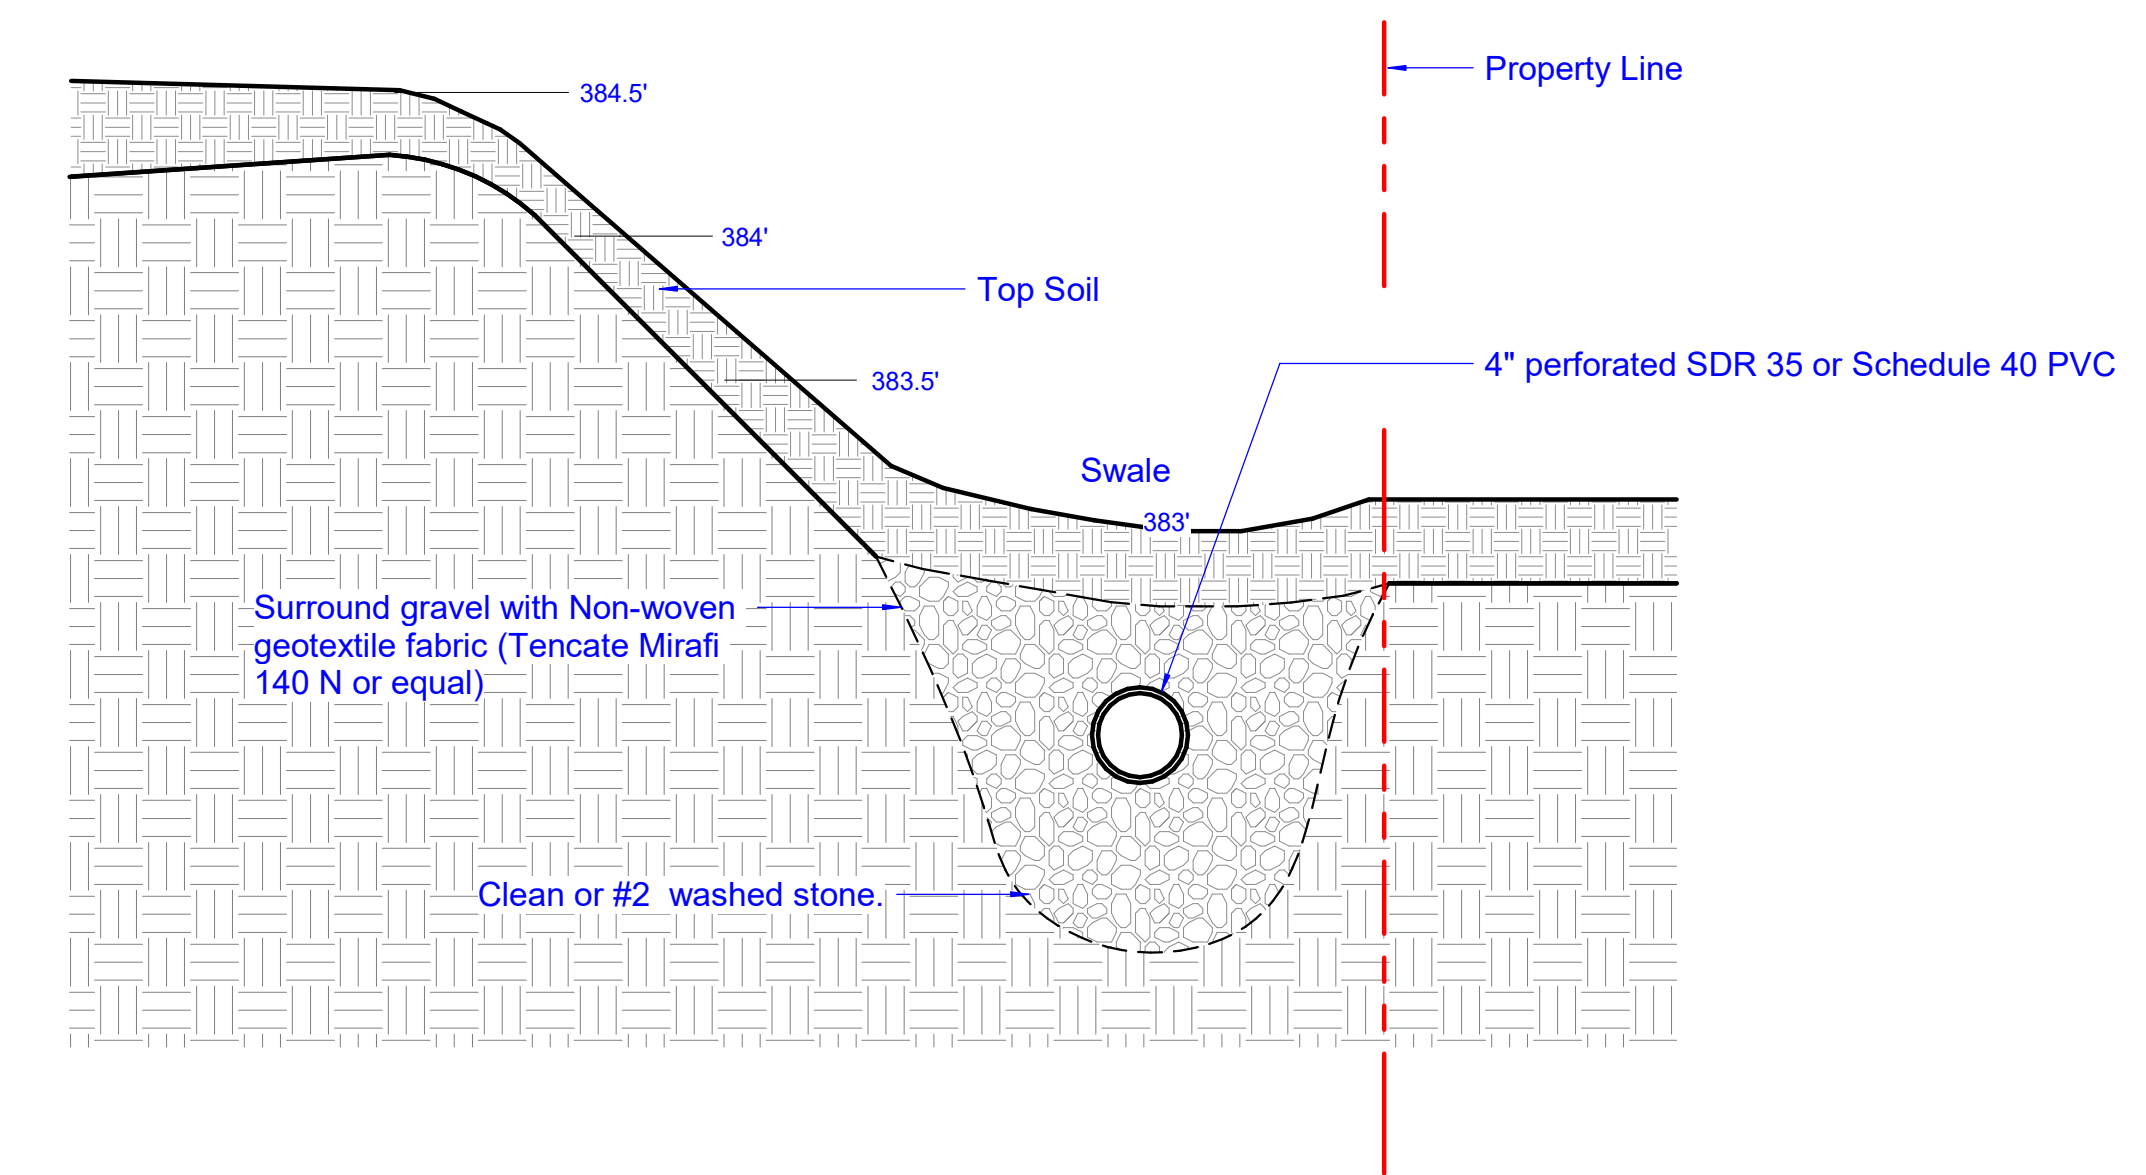 Property Line
384.5'
384'
Top Soil
4" perforated SDR 35 or Schedule 40 PVC
383.5'
Swale
383'
Surround gravel with Non-woven
geotextile fabric (Tencate Mirafi
140 N or equal)
Clean or #2  washed stone.